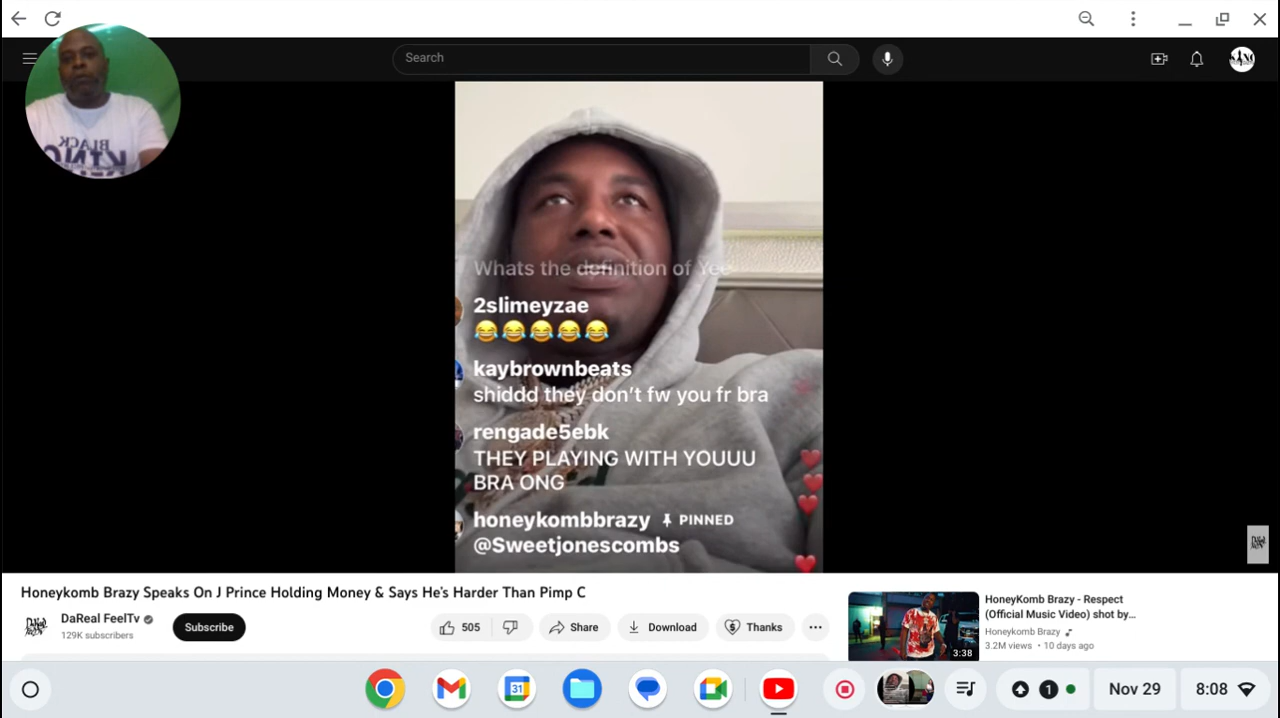 Search
BLACK
KING
Whats the definition of Yee
2slimeyzae
😂😂😂😂😂
kaybrownbeats
shiddd they don't fw you fr bra
rengade5ebk
THEY PLAYING WITH YOUUU
BRA ONG
honeykombbrazy PINNED
@Sweetjonescombs
Honeykomb Brazy Speaks On J Prince Holding Money & Says He's Harder Than Pimp C
DaReal FeelTv
129K subscribers
Subscribe
505
Share
Download
Thanks
HoneyKomb Brazy - Respect
(Official Music Video) shot by...
Honeykomb Brazy
3.2M views • 10 days ago
3:38
31
1
Nov 29
8:08